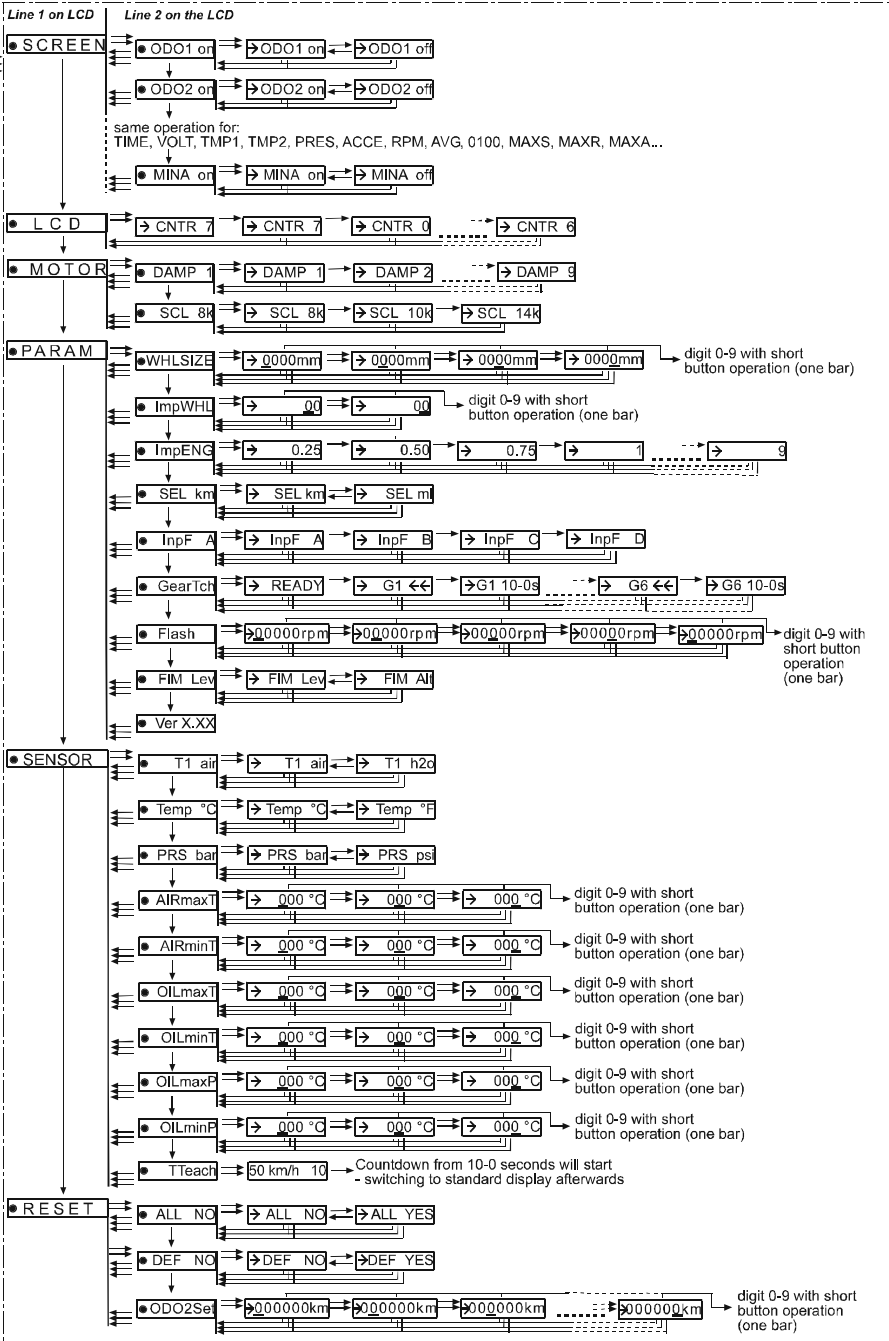 Line 1 on LCD Line 2 on the LCD
SCREEN ODO1 on →ODO1 on →ODO1 off
ODO2 on →ODO2 on →ODO2 off
same operation for:
TIME, VOLT, TMP1, TMP2, PRES, ACCE, RPM, AVG, 0100, MAXS, MAXR, MAXA...
MINA on → MINA on → MINA off
LCD → CNTR 7 → CNTR 7 → CNTR 0 → CNTR 6
MOTOR DAMP 1 → DAMP 1 → DAMP 2 → DAMP 9
SCL 8k → SCL 8k →SCL 10k →SCL 14k
PARAM WHLSIZE → 0000mm → 0000mm → 0000mm → 0000mm digit 0-9 with short
button operation (one bar)
ImpWHL → 00 → 00 digit 0-9 with short
button operation (one bar)
ImpENG → 0.25 → 0.50 → 0.75 → 1 → 9
SEL km → SEL km → SEL ml
InpF A → InpF A → InpF B → InpF C → InpF D
GearTch → READY → G1 ←← →G1 10-0s → G6 ←← →G6 10-0s
Flash →00000rpm →00000rpm →00000rpm →00000rpm →00000rpm digit 0-9 with
short button
operation
(one bar)
FIM Lev → FIM Lev → FIM Alt
Ver X.XX
SENSOR T1 air → T1 air → T1 h2o
Temp °C → Temp °C → Temp °F
PRS bar → PRS bar → PRS psi
AIRmaxT → 000 °C → 000 °C → 000 °C digit 0-9 with short
button operation (one bar)
AIRminT → 000 °C → 000 °C → 000 °C digit 0-9 with short
button operation (one bar)
OILmaxT → 000 °C → 000 °C → 000 °C digit 0-9 with short
button operation (one bar)
OILminT → 000 °C → 000 °C → 000 °C digit 0-9 with short
button operation (one bar)
OILmaxP → 000 °C → 000 °C → 000 °C digit 0-9 with short
button operation (one bar)
OILminP → 000 °C → 000 °C → 000 °C digit 0-9 with short
button operation (one bar)
TTeach 50 km/h 10 Countdown from 10-0 seconds will start
- switching to standard display afterwards
RESET ALL NO → ALL NO →ALL YES
DEF NO →DEF NO →DEF YES
ODO2Set →000000km →000000km →000000km →000000km digit 0-9 with short
button operation
(one bar)